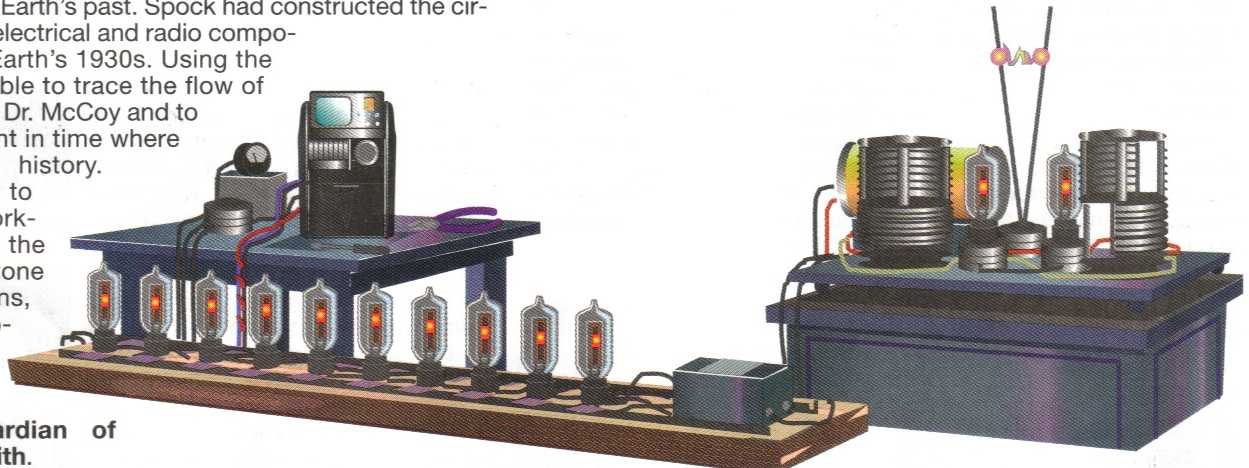 Earth's past. Spock had constructed the cir-
electrical and radio compo-
Earth's 1930s. Using the
ble to trace the flow of
Dr. McCoy and to
nt in time where
history.
to
ork-
the
tone
ns,
ardian of
ith.